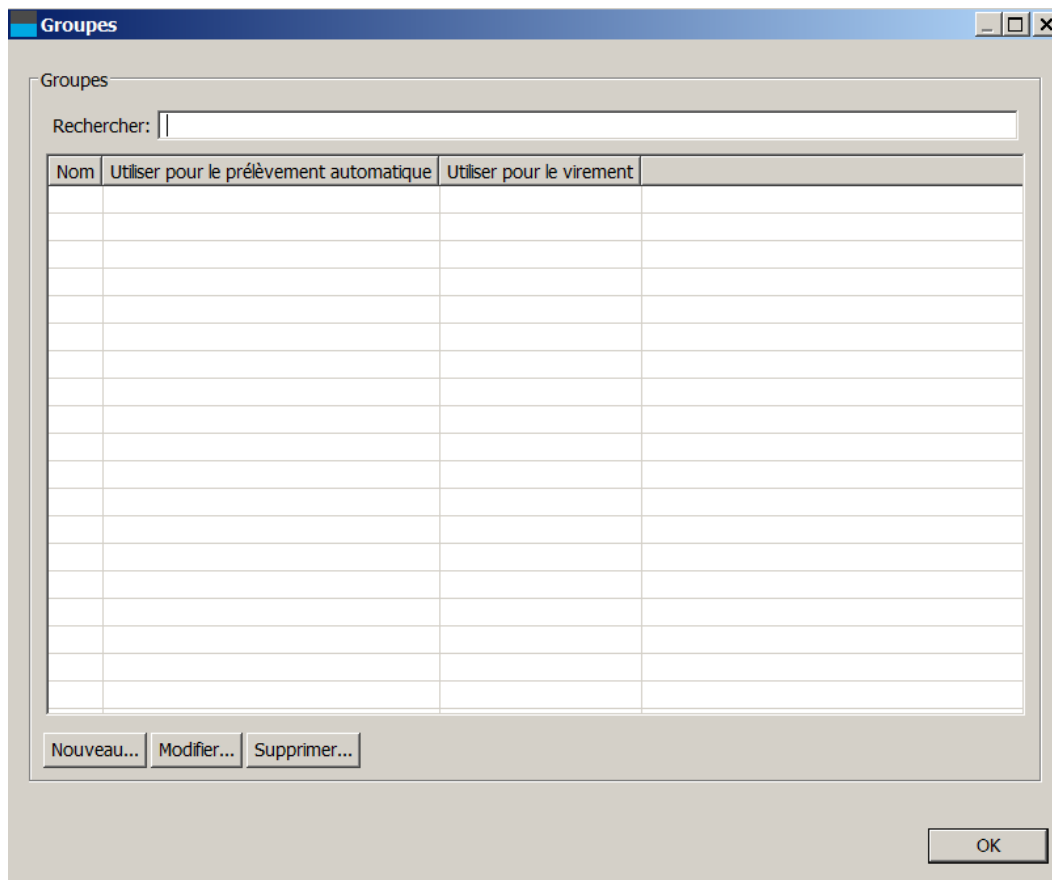 Groupes
Groupes
Rechercher:
Nom Utiliser pour le prélèvement automatique Utiliser pour le virement
Nouveau... Modifier... Supprimer...
OK